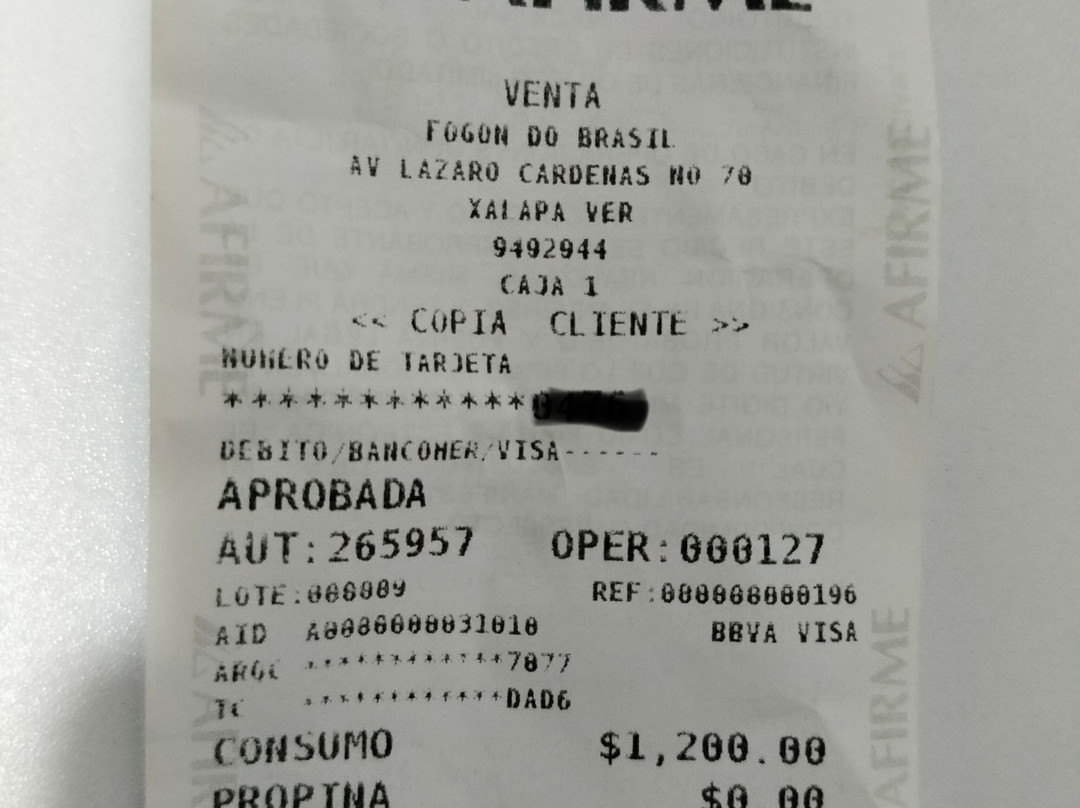 AFIRME
VENTA
FOGON DO BRASIL
AV LAZARO CARDENAS NO 70
XALAPA VER
9492944
CAJA 1
<< COPIA CLIENTE >>
NUMERO DE TARJETA
************
DEBITO/BANCOMER/VISA------
APROBADA
AUT:265957 OPER:000127
LOTE:000009 REF:000000000196
AID A0000000031010 BBVA VISA
ARQC ************7077
TC ************DAD6
CONSUMO $1,200.00
PROPINA $0.00